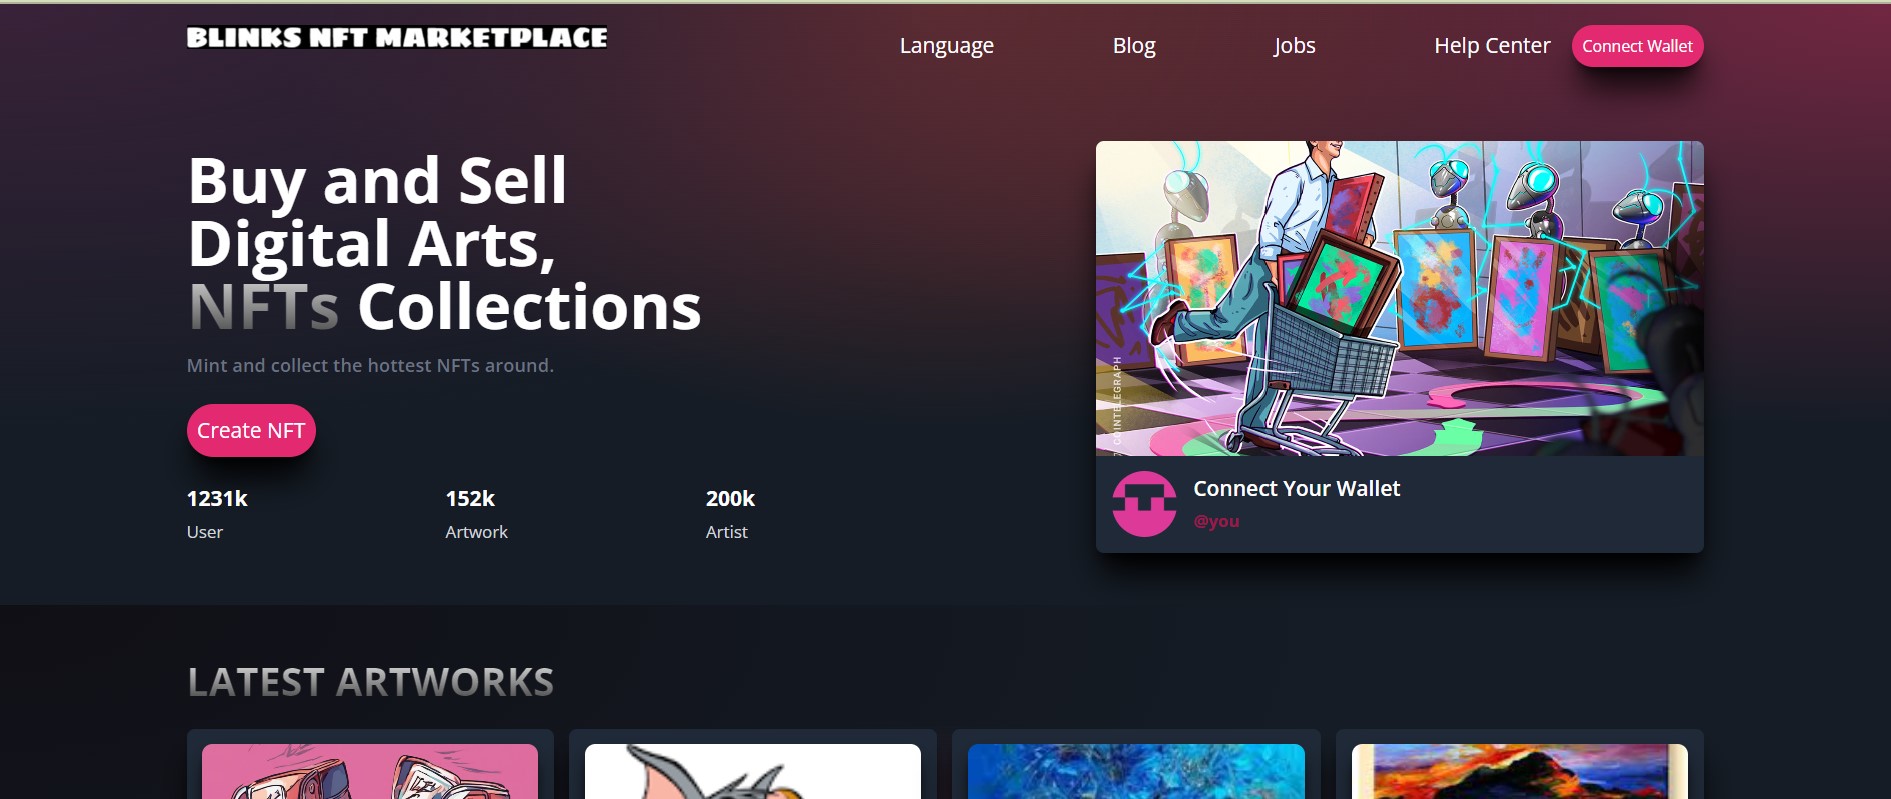 BLINKS NFT MARKETPLACE
Language
Blog
Jobs
Help Center
Connect Wallet
Buy and Sell
Digital Arts,
NFTs Collections
Mint and collect the hottest NFTs around.
Create NFT
1231k
User
152k
Artwork
200k
Artist
COINTELEGRAPH
Connect Your Wallet
@you
LATEST ARTWORKS